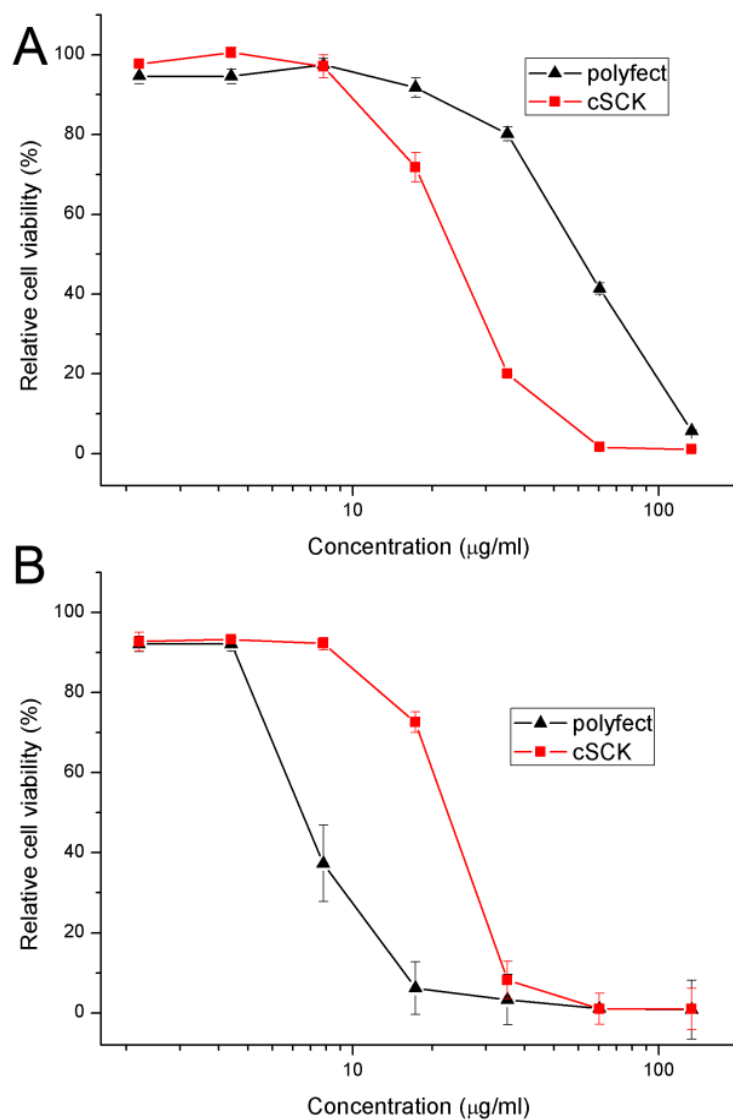 A
100
80
60
40
20
0
Relative cell viability (%)
polyfect
cSCK
10
100
Concentration (μg/ml)
B
100
80
60
40
20
0
Relative cell viability (%)
polyfect
cSCK
10
100
Concentration (μg/ml)